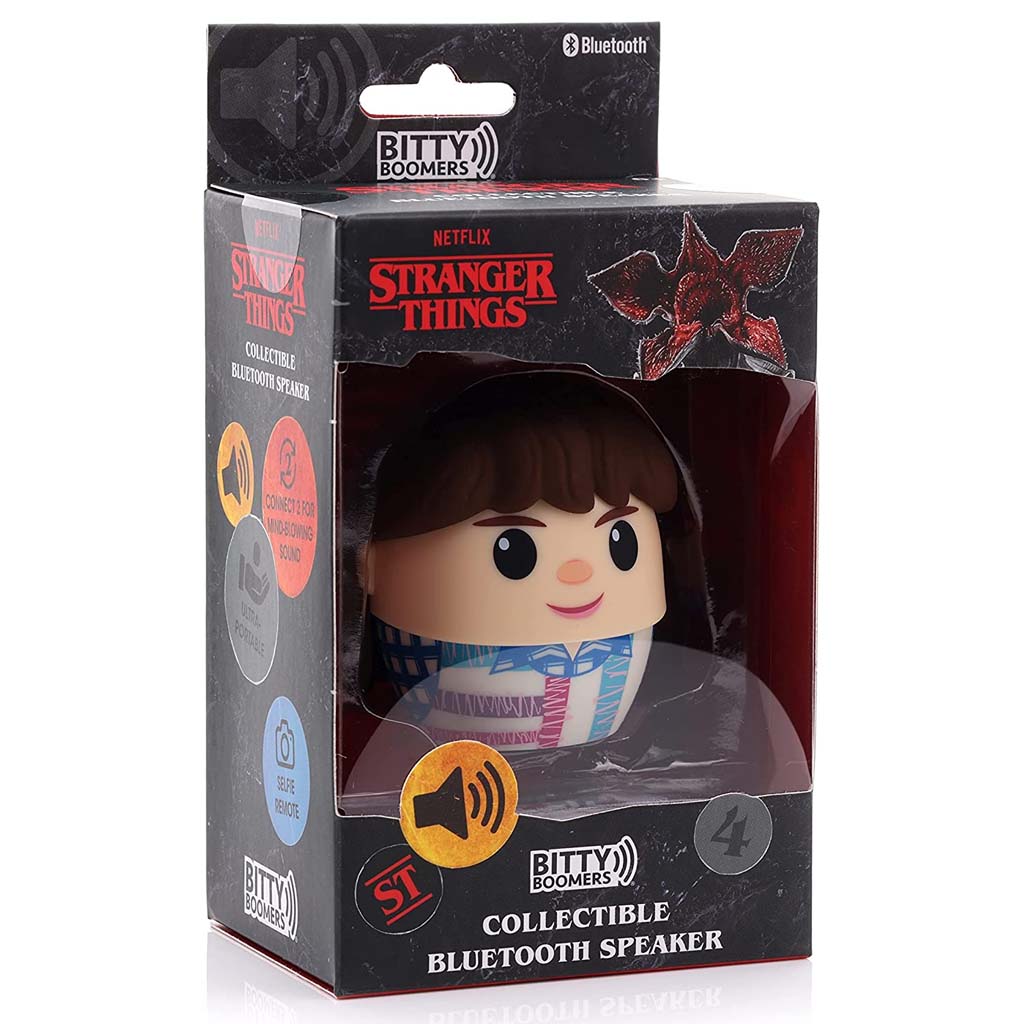 Bluetooth®
BITTY
BOOMERS
NETFLIX
STRANGER
THINGS
NETFLIX
STRANGER
THINGS
COLLECTIBLE
BLUETOOTH SPEAKER
2
CONNECT 2 FOR
MIND-BLOWING
SOUND
ULTRA-
PORTABLE
SELFIE
REMOTE
BITTY
BOOMERS
ST
4
BITTY
BOOMERS
COLLECTIBLE
BLUETOOTH SPEAKER